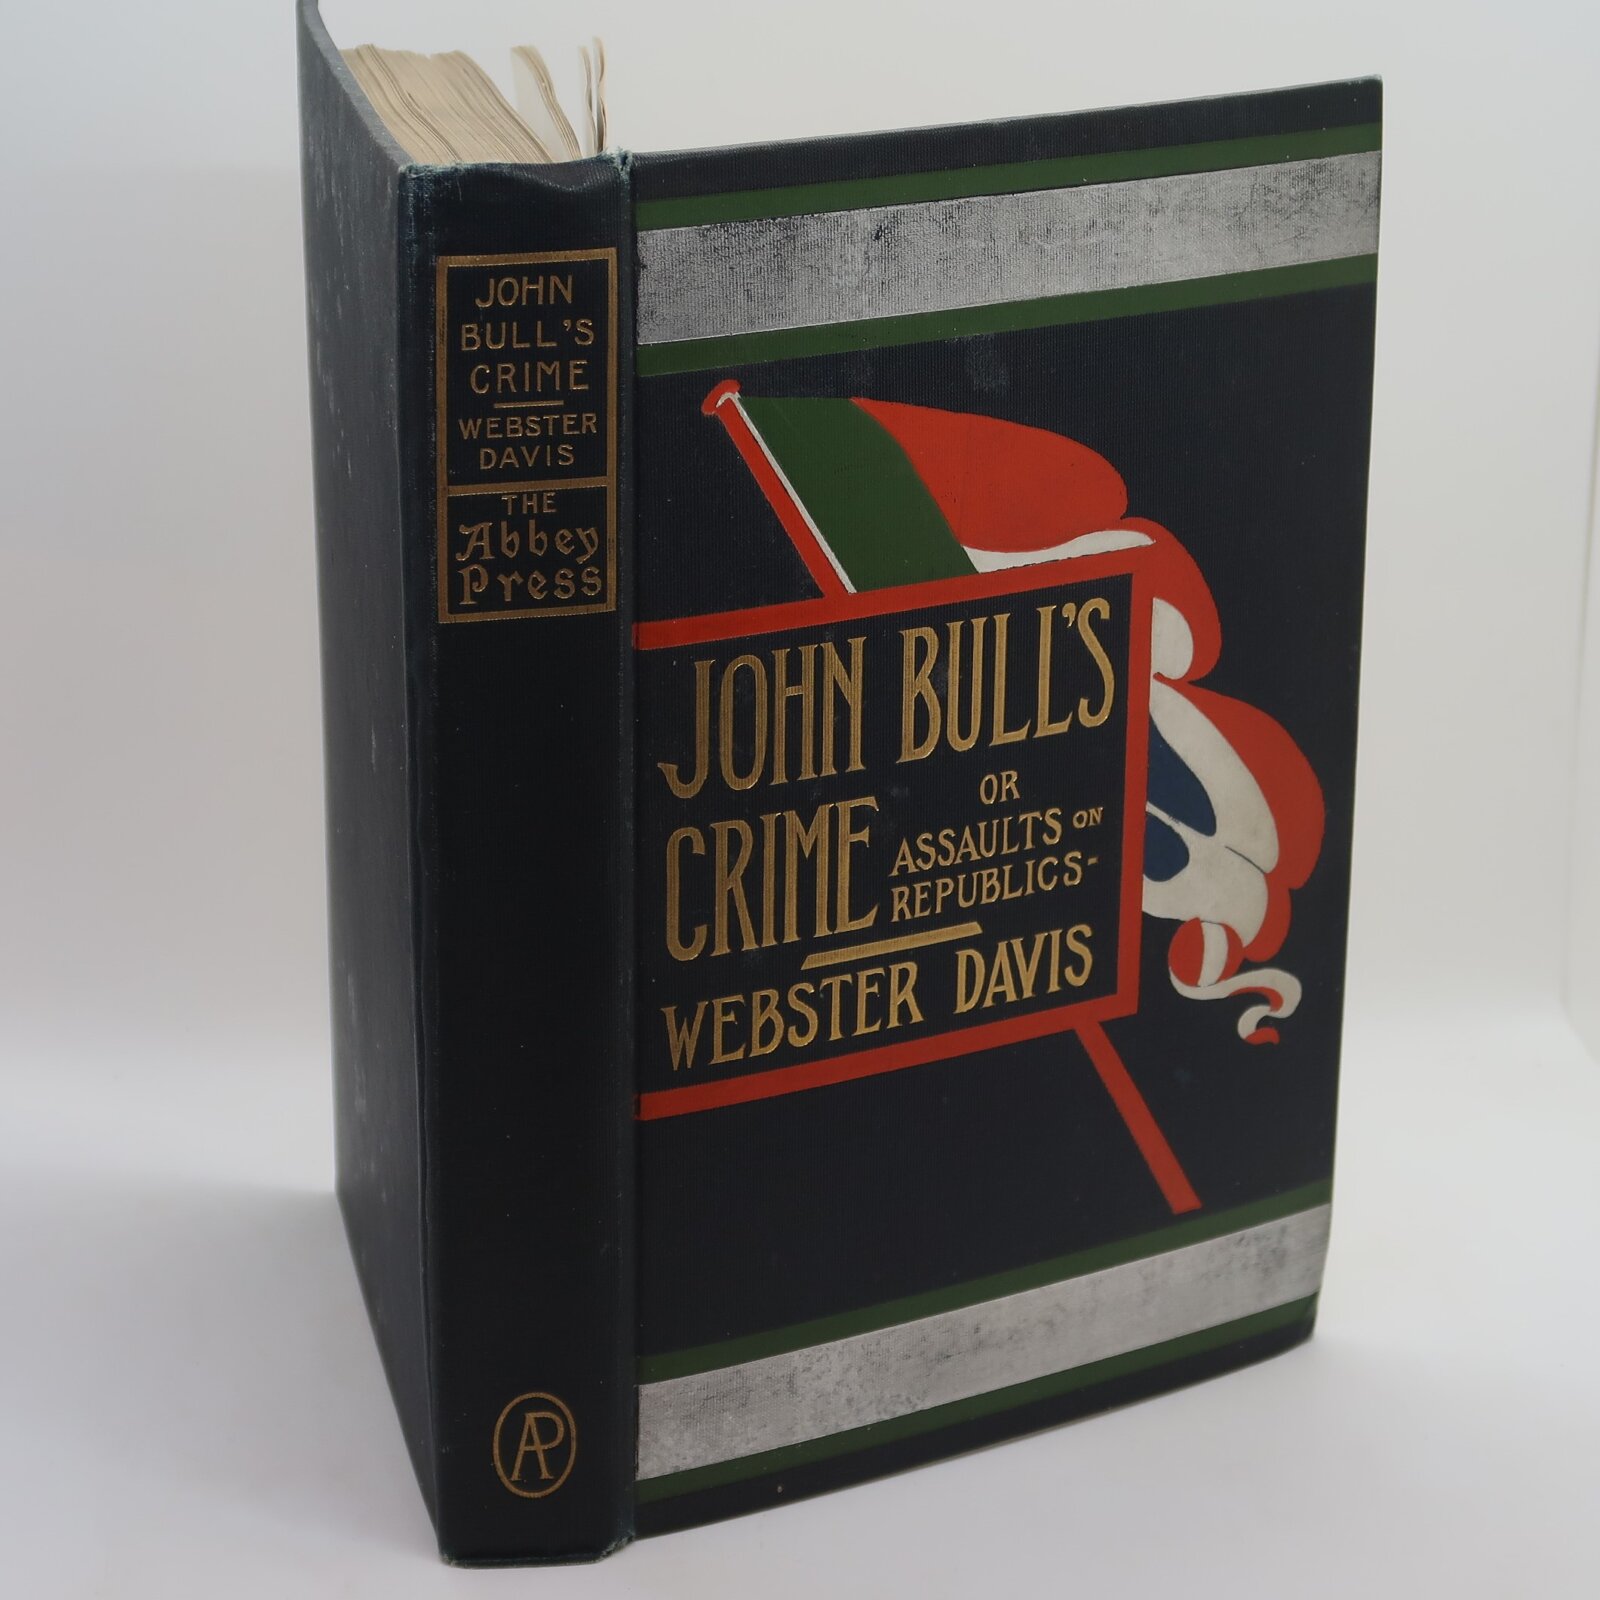 JOHN
BULL'S
CRIME
WEBSTER
DAVIS
THE
Abbey
Press
AP
JOHN BULL'S
CRIME
OR
ASSAULTS ON
REPUBLICS-
WEBSTER DAVIS